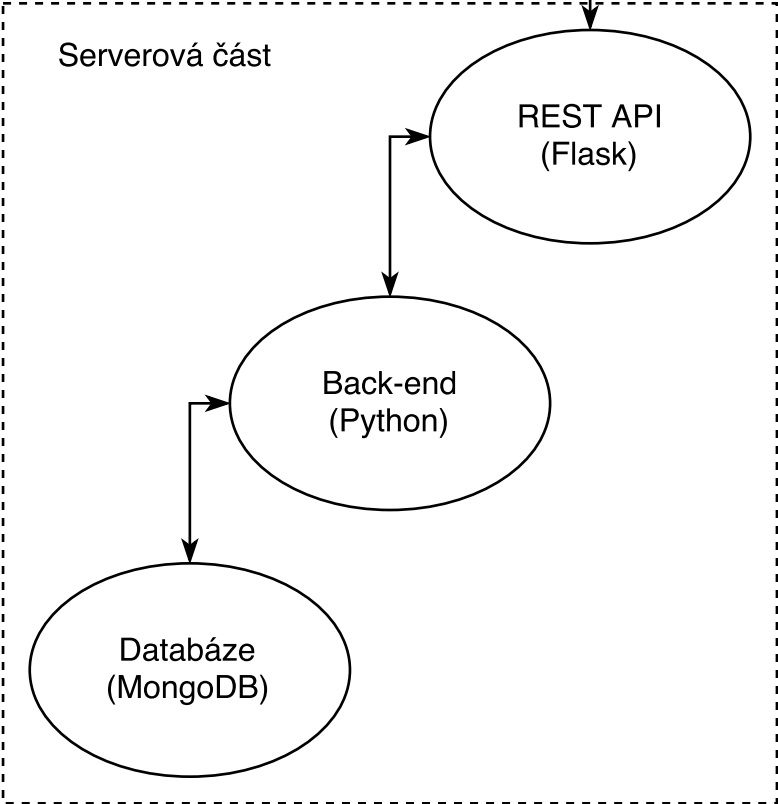 Serverová část
REST API
(Flask)
Back-end
(Python)
Databáze
(MongoDB)